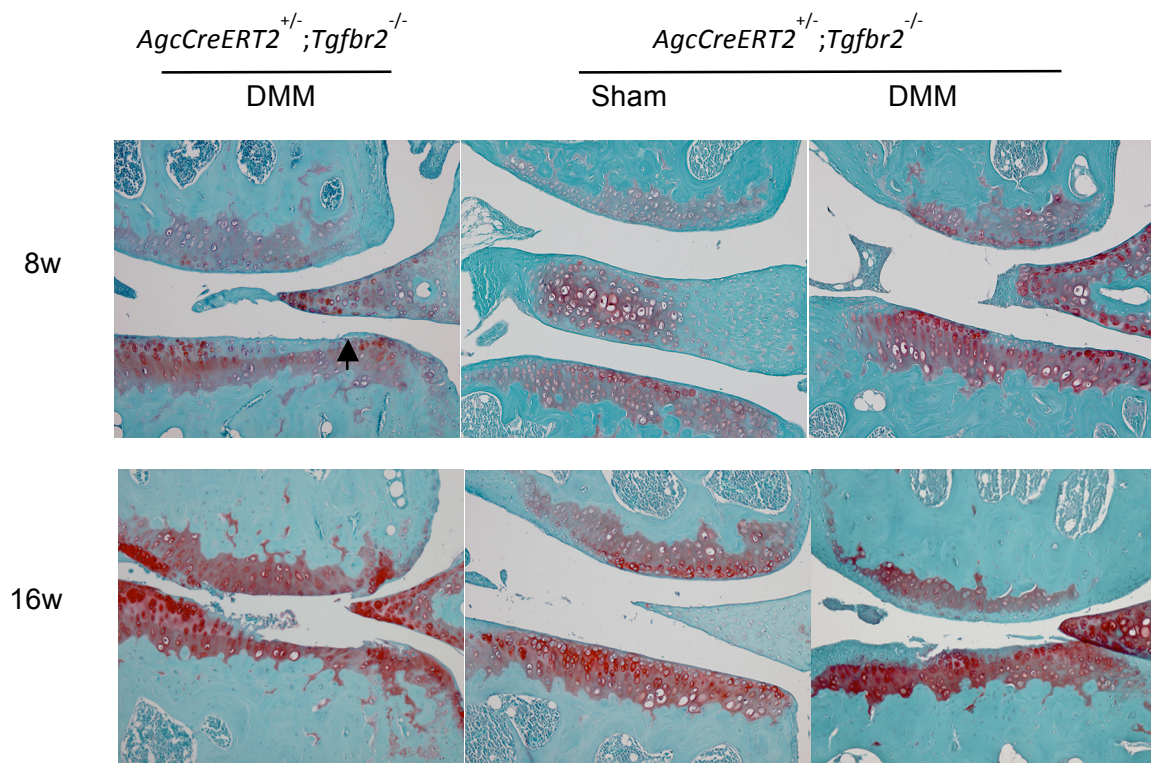 AgcCreERT2+/-;Tgfbr2-/- AgcCreERT2+/-;Tgfbr2-/-
DMM Sham DMM
8w
16w